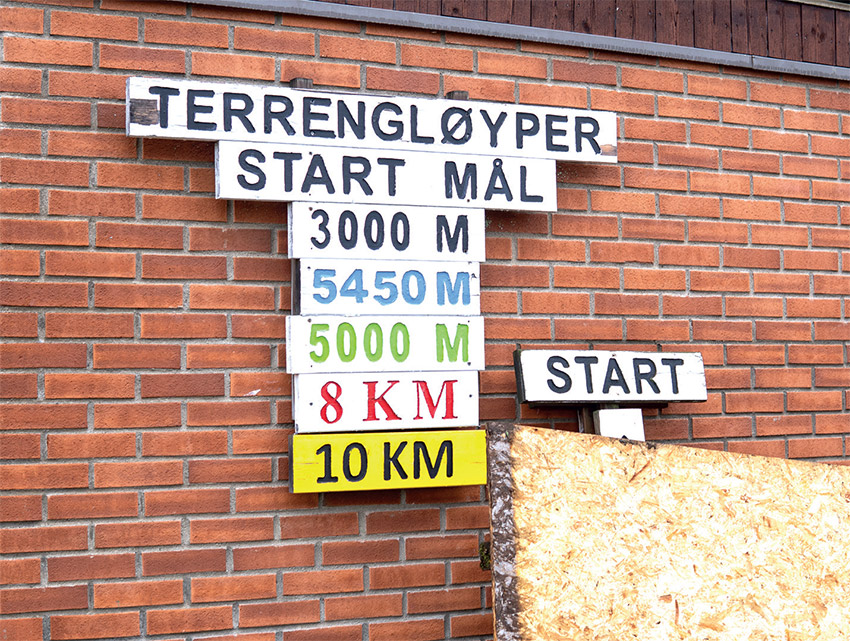 TERRENGLØYPER
START MÅL
3000 M
5450 M
5000 M
8 KM
10 KM
START